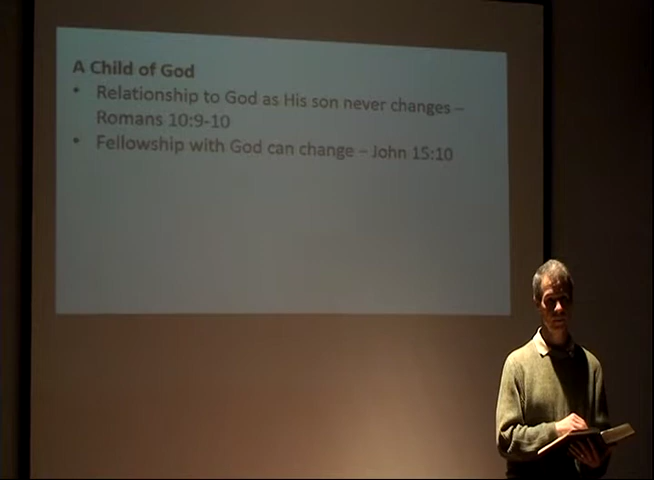 A Child of God
• Relationship to God as His son never changes –
Romans 10:9-10
• Fellowship with God can change – John 15:10